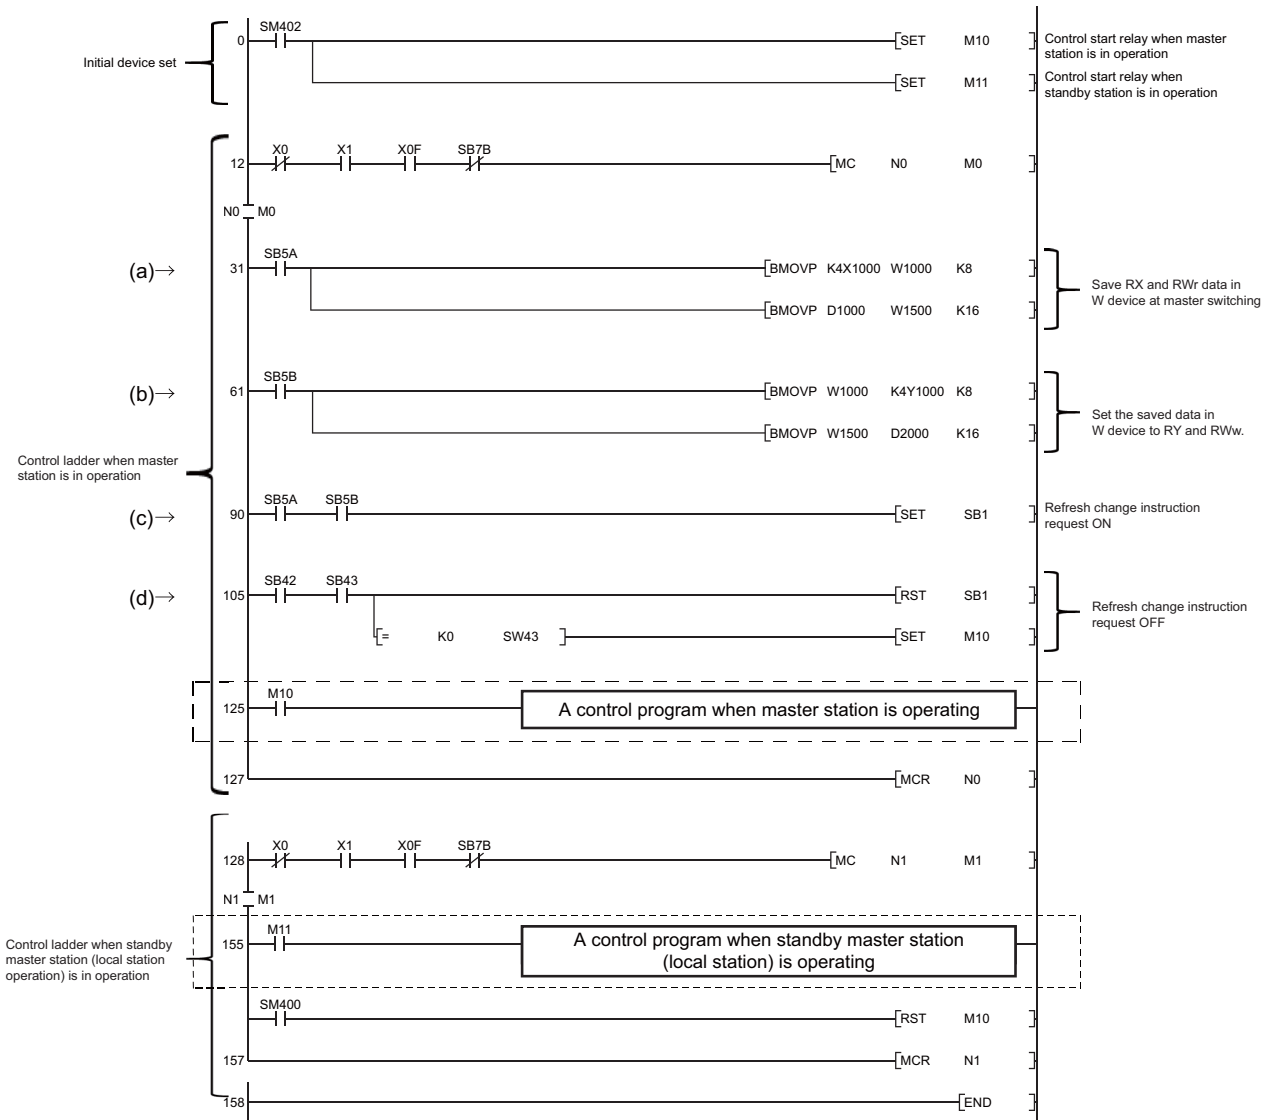 SM402
0 [SET M10 ] Control start relay when master
station is in operation
Initial device set
[SET M11 ] Control start relay when
standby station is in operation
X0 X1 X0F SB7B
12 [MC N0 M0 ]
N0 M0
SB5A
(a)→ 31 [BMOVP K4X1000 W1000 K8 ]
Save RX and RWr data in
W device at master switching
[BMOVP D1000 W1500 K16 ]
SB5B
(b)→ 61 [BMOVP W1000 K4Y1000 K8 ]
Set the saved data in
W device to RY and RWw.
[BMOVP W1500 D2000 K16 ]
Control ladder when master
station is in operation
SB5A SB5B
(c)→ 90 [SET SB1 ] Refresh change instruction
request ON
SB42 SB43
(d)→ 105 [RST SB1 ]
Refresh change instruction
request OFF
[= K0 SW43 ] [SET M10 ]
M10
125 A control program when master station is operating
127 [MCR N0 ]
X0 X1 X0F SB7B
128 [MC N1 M1 ]
N1 M1
M11
155 A control program when standby master station
(local station) is operating
Control ladder when standby
master station (local station
operation) is in operation
SM400
[RST M10 ]
157 [MCR N1 ]
158 [END ]